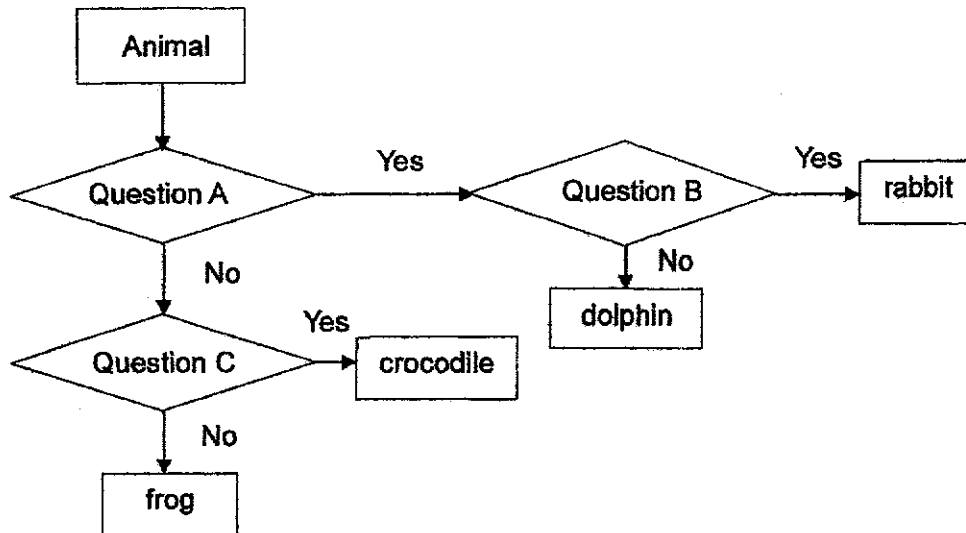 Animal
Question A
Yes
Question B
Yes
rabbit
No
No
dolphin
Question C
Yes
crocodile
No
frog